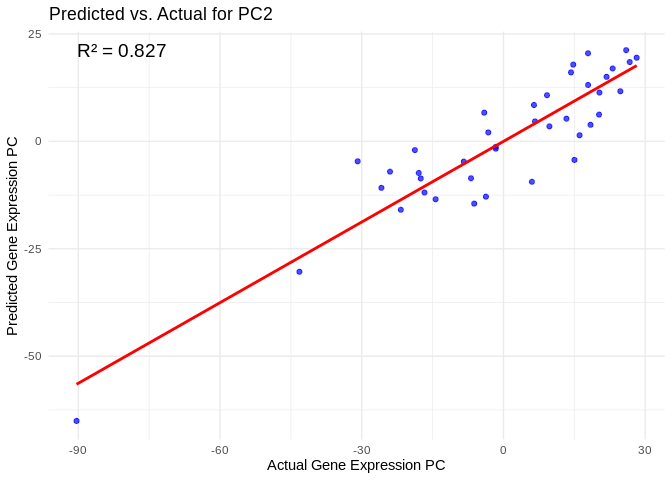 Predicted vs. Actual for PC2
R² = 0.827
Predicted Gene Expression PC
25
0
-25
-50
-90 -60 -30 0 30
Actual Gene Expression PC